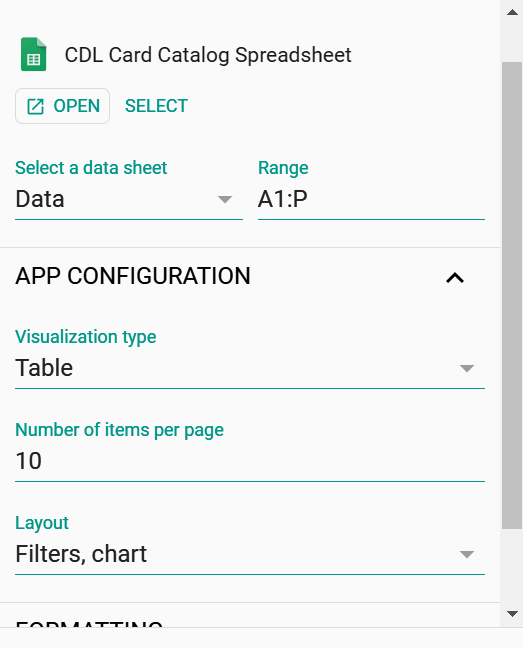 CDL Card Catalog Spreadsheet
OPEN SELECT
Select a data sheet Range
Data A1:P
APP CONFIGURATION
Visualization type
Table
Number of items per page
10
Layout
Filters, chart
FORMATTING